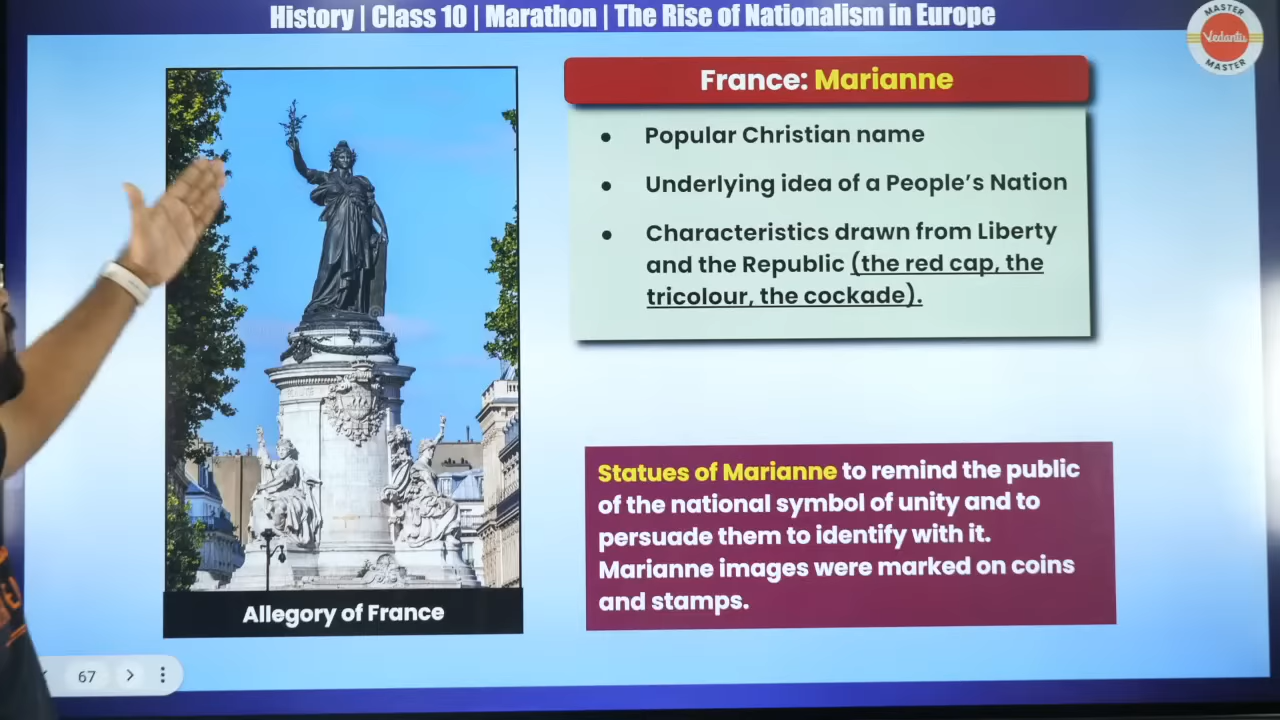 History | Class 10 | Marathon | The Rise of Nationalism in Europe
MASTER
Vedantu
MASTER
France: Marianne
• Popular Christian name
• Underlying idea of a People's Nation
• Characteristics drawn from Liberty
and the Republic (the red cap, the
tricolour, the cockade).
Statues of Marianne to remind the public
of the national symbol of unity and to
persuade them to identify with it.
Marianne images were marked on coins
and stamps.
Allegory of France
67